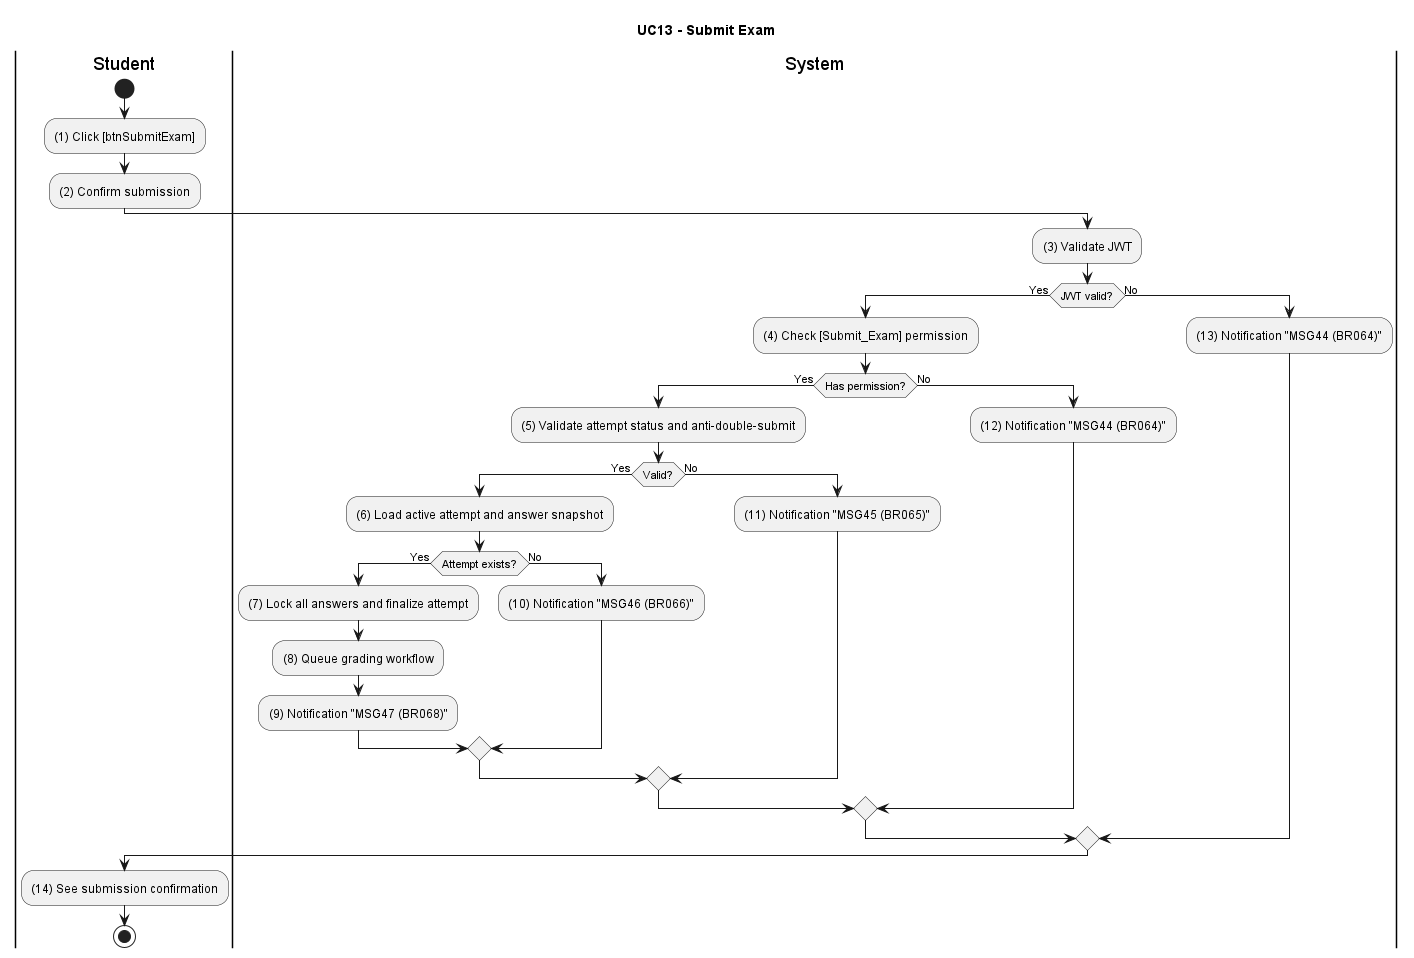 UC13 - Submit Exam
Student
System
(1) Click [btnSubmitExam]
(2) Confirm submission
(3) Validate JWT
JWT valid?
Yes
No
(4) Check [Submit_Exam] permission
(13) Notification "MSG44 (BR064)"
Has permission?
Yes
No
(5) Validate attempt status and anti-double-submit
(12) Notification "MSG44 (BR064)"
Valid?
Yes
No
(6) Load active attempt and answer snapshot
(11) Notification "MSG45 (BR065)"
Attempt exists?
Yes
No
(7) Lock all answers and finalize attempt
(10) Notification "MSG46 (BR066)"
(8) Queue grading workflow
(9) Notification "MSG47 (BR068)"
(14) See submission confirmation